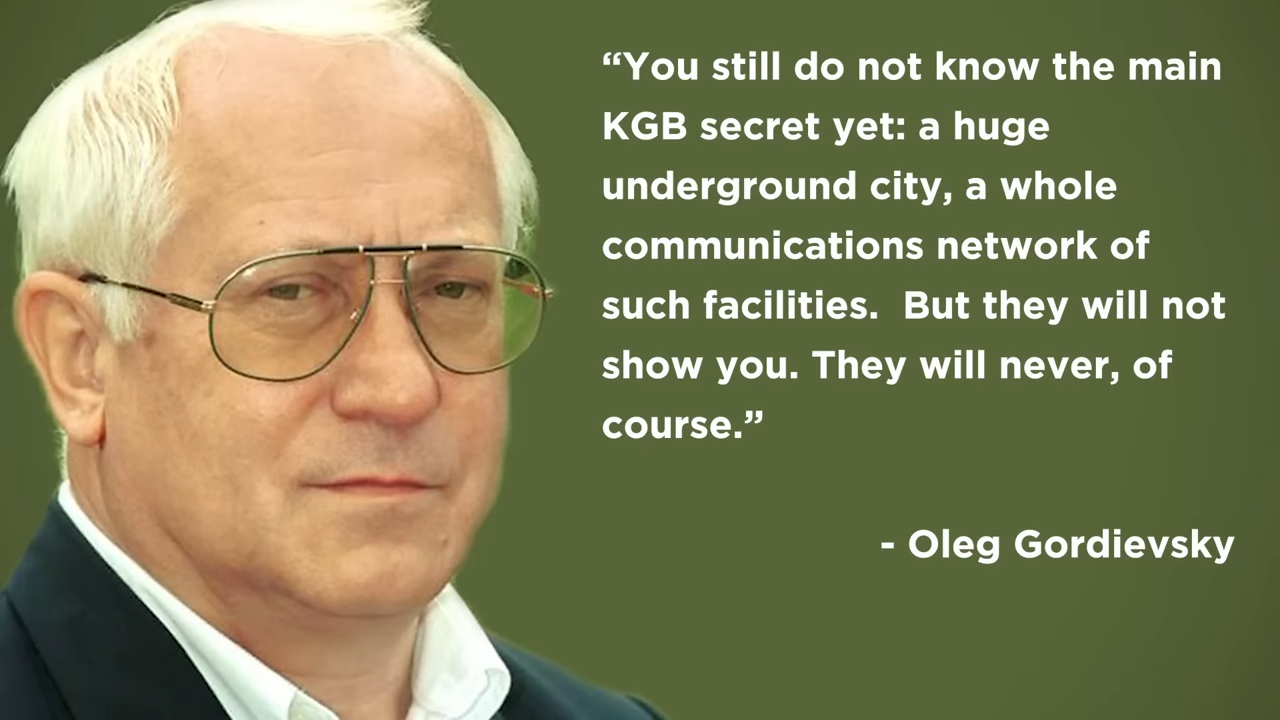 “You still do not know the main
KGB secret yet: a huge
underground city, a whole
communications network of
such facilities.  But they will not
show you. They will never, of
course.”
- Oleg Gordievsky